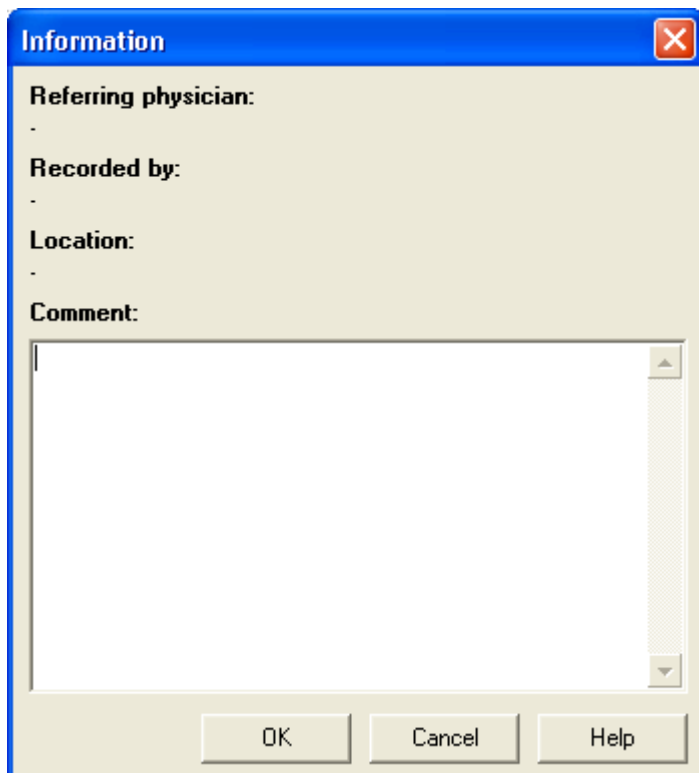 Information
Referring physician:
-
Recorded by:
-
Location:
-
Comment:
OK Cancel Help